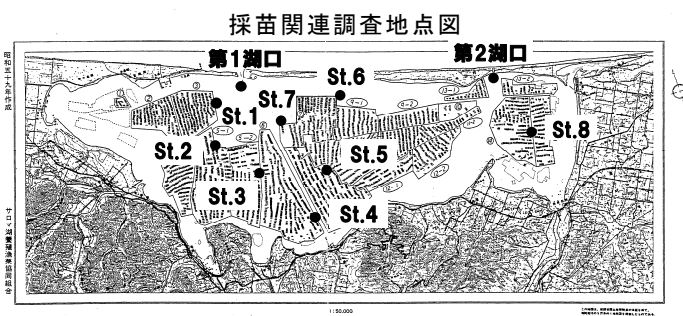 採苗関連調査地点図
昭和五十九年作成
第1湖口
第2湖口
St.6
St.1
St.7
St.2
St.8
St.5
St.3
St.4
サロマ湖養殖漁業協同組合
1:50,000